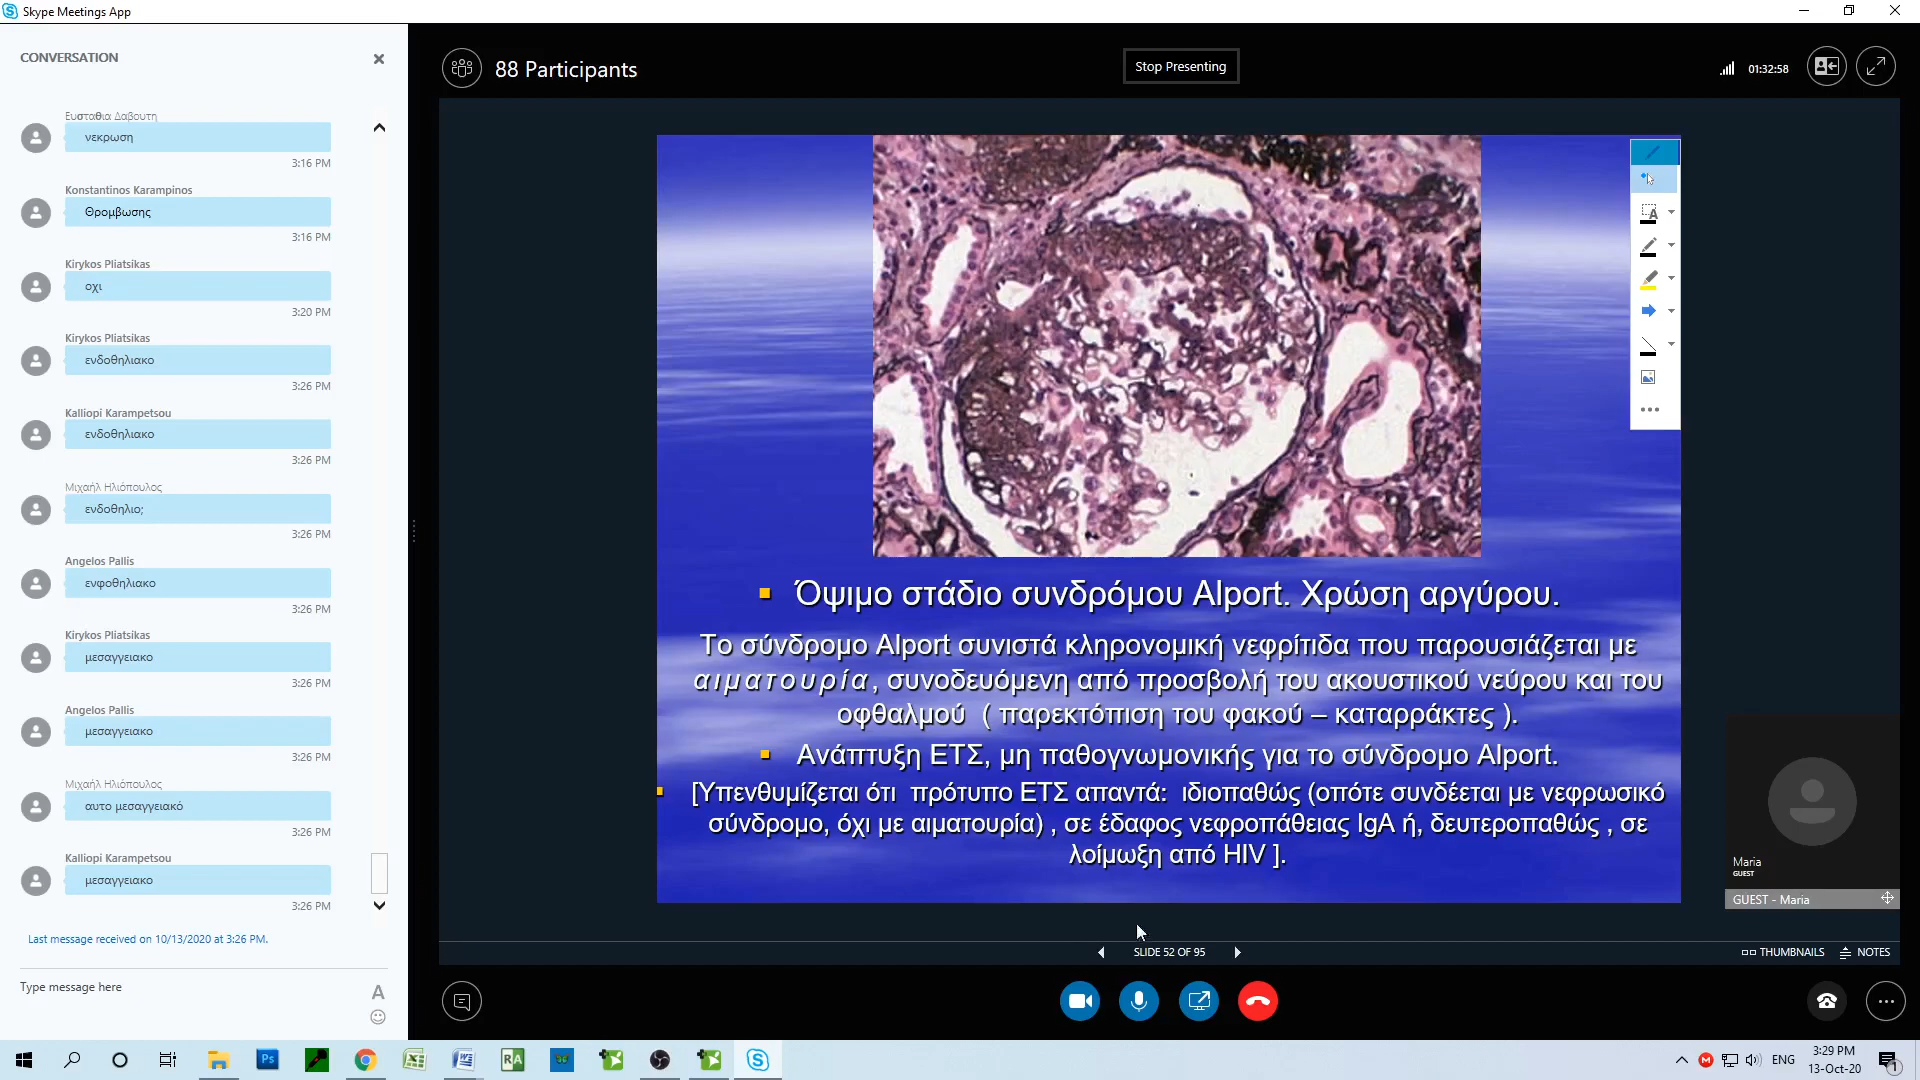 Skype Meetings App
CONVERSATION
Ευσταθια Δαβουτη
νεκρωση
3:16 PM
Konstantinos Karampinos
Θρομβωσης
3:16 PM
Kirykos Pliatsikas
οχι
3:20 PM
Kirykos Pliatsikas
ενδοθηλιακο
3:26 PM
Kalliopi Karampetsou
ενδοθηλιακο
3:26 PM
Μιχαήλ Ηλιόπουλος
ενδοθηλιο;
3:26 PM
Angelos Pallis
ενφοθηλιακο
3:26 PM
Kirykos Pliatsikas
μεσαγγειακο
3:26 PM
Angelos Pallis
μεσαγγειακο
3:26 PM
Μιχαήλ Ηλιόπουλος
αυτο μεσαγγειακό
3:26 PM
Kalliopi Karampetsou
μεσαγγειακο
3:26 PM
Last message received on 10/13/2020 at 3:26 PM.
Type message here
88 Participants
Stop Presenting
01:32:58
Όψιμο στάδιο συνδρόμου Alport. Χρώση αργύρου.
Το σύνδρομο Alport συνιστά κληρονομική νεφρίτιδα που παρουσιάζεται με
αιματουρία, συνοδευόμενη από προσβολή του ακουστικού νεύρου και του
οφθαλμού ( παρεκτόπιση του φακού – καταρράκτες ).
Ανάπτυξη ΕΤΣ, μη παθογνωμονικής για το σύνδρομο Alport.
[Υπενθυμίζεται ότι πρότυπο ΕΤΣ απαντά: ιδιοπαθώς (οπότε συνδέεται με νεφρωσικό
σύνδρομο, όχι με αιματουρία) , σε έδαφος νεφροπάθειας IgA ή, δευτεροπαθώς , σε
λοίμωξη από HIV ].
Maria
GUEST
GUEST - Maria
SLIDE 52 OF 95
THUMBNAILS
NOTES
ENG
3:29 PM
13-Oct-20